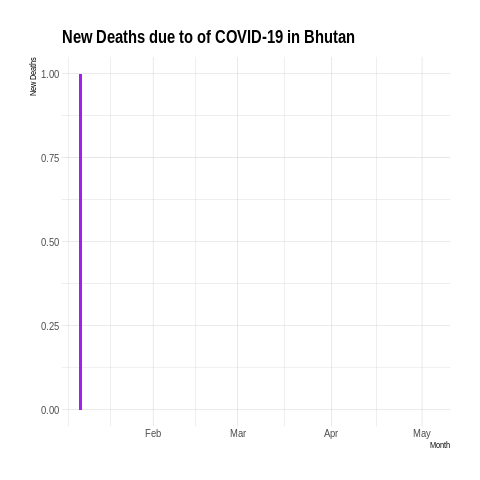 New Deaths due to of COVID-19 in Bhutan
New Deaths
1.00
0.75
0.50
0.25
0.00
Feb Mar Apr May
Month